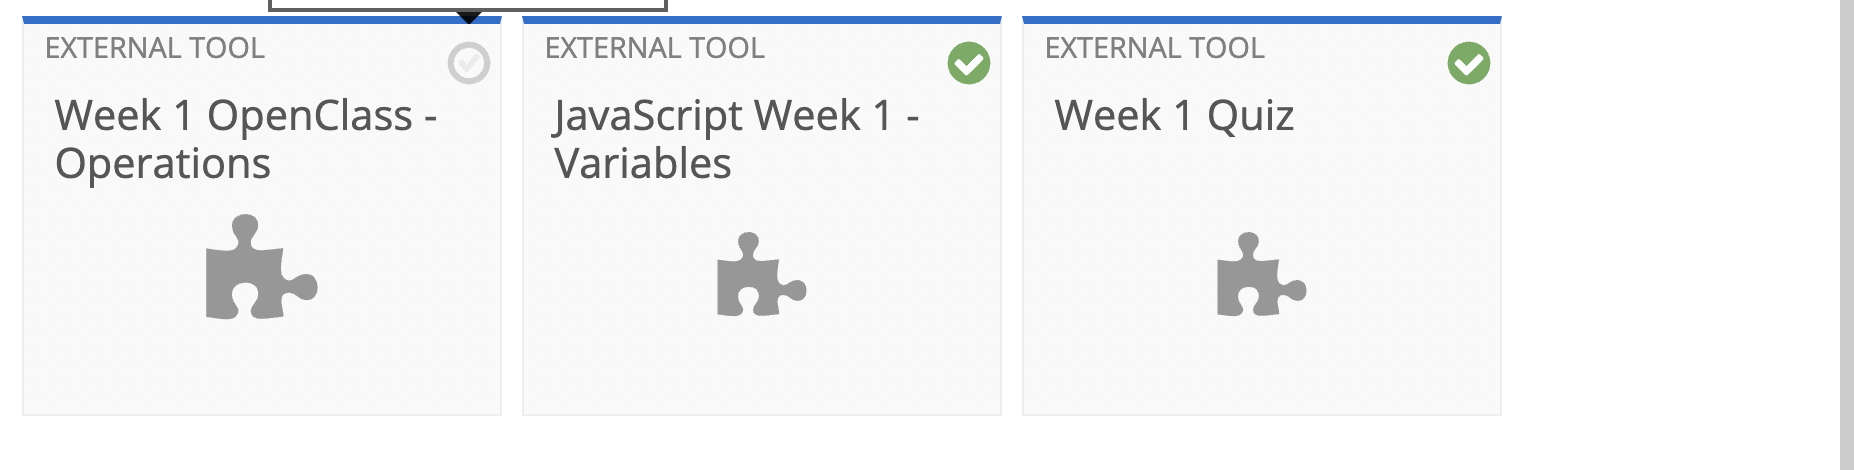 EXTERNAL TOOL
Week 1 OpenClass -
Operations
EXTERNAL TOOL
JavaScript Week 1 -
Variables
EXTERNAL TOOL
Week 1 Quiz